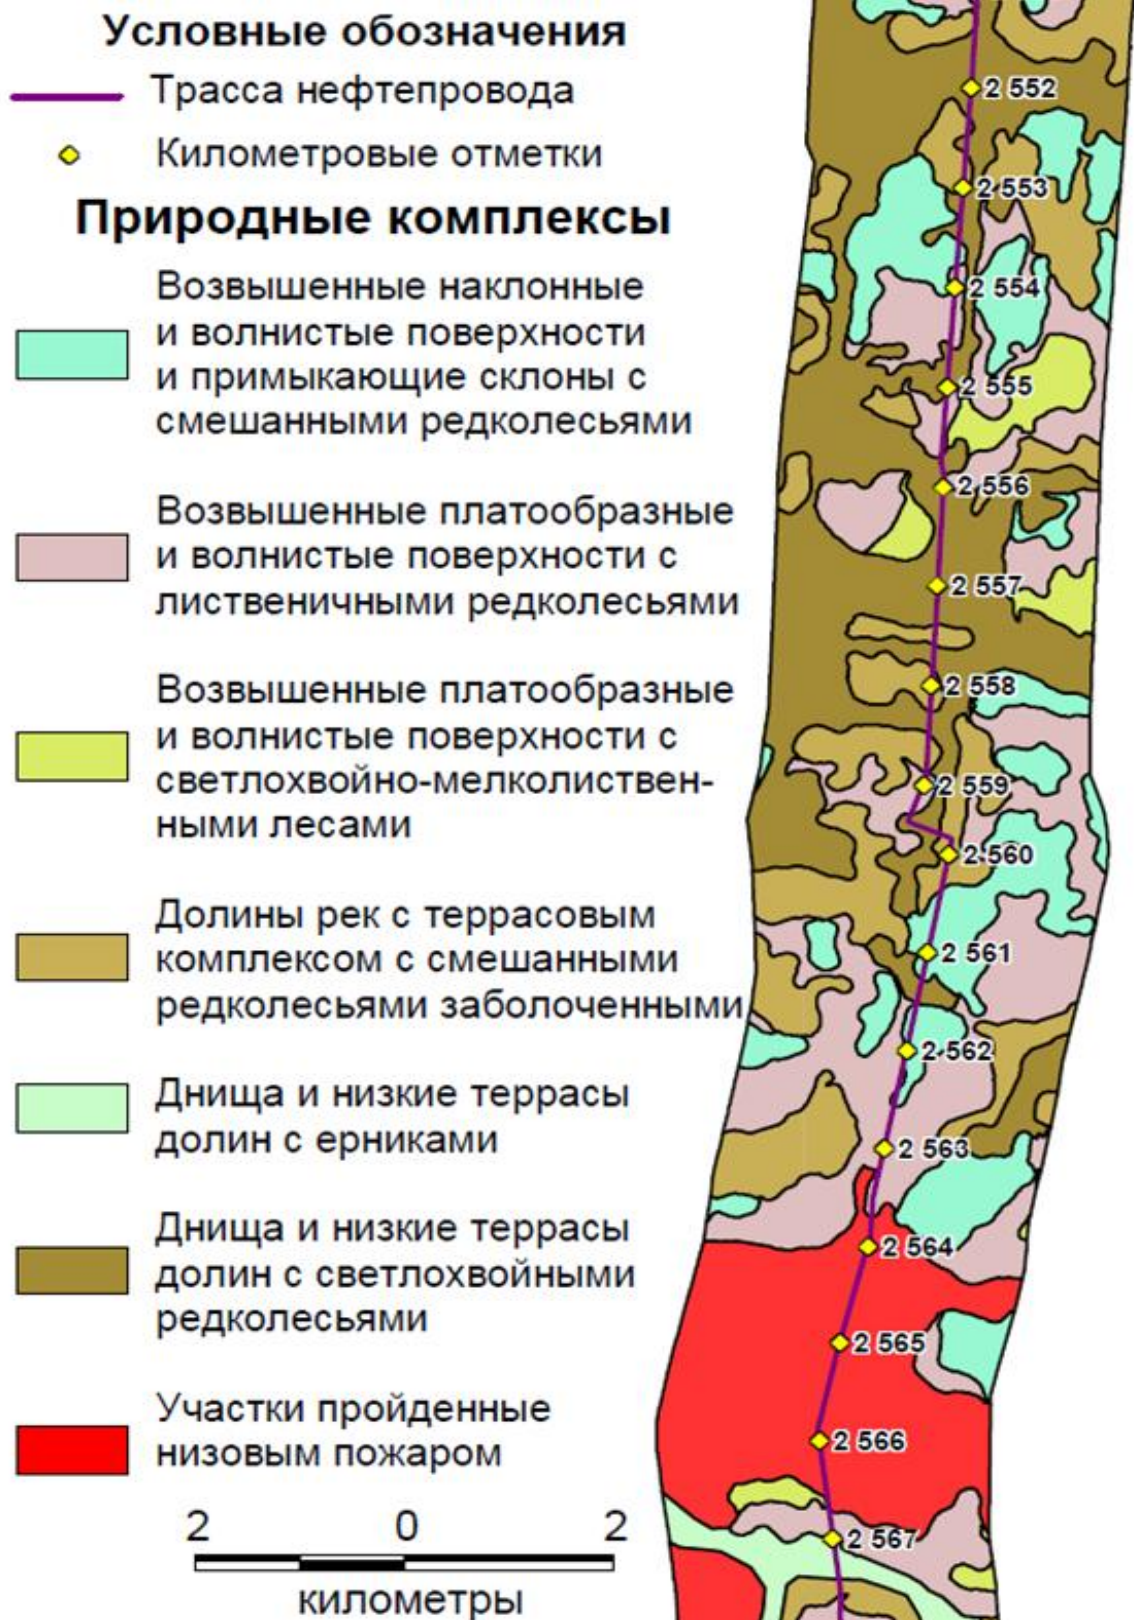 Условные обозначения
Трасса нефтепровода
Километровые отметки
Природные комплексы
Возвышенные наклонные
и волнистые поверхности
и примыкающие склоны с
смешанными редколесьями
Возвышенные платообразные
и волнистые поверхности с
лиственичными редколесьями
Возвышенные платообразные
и волнистые поверхности с
светлохвойно-мелколиствен-
ными лесами
Долины рек с террасовым
комплексом с смешанными
редколесьями заболоченными
Днища и низкие террасы
долин с ерниками
Днища и низкие террасы
долин с светлохвойными
редколесьями
Участки пройденные
низовым пожаром
2 0 2
километры
2 552
2 553
2 554
2 555
2 556
2 557
2 558
2 559
2 560
2 561
2 562
2 563
2 564
2 565
2 566
2 567